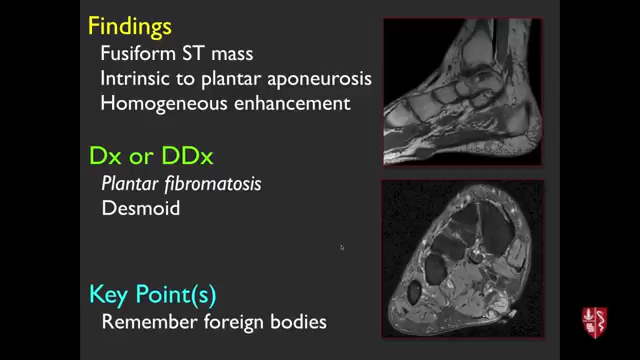 Findings
Fusiform ST mass
Intrinsic to plantar aponeurosis
Homogeneous enhancement
Dx or DDx
Plantar fibromatosis
Desmoid
Key Point(s)
Remember foreign bodies